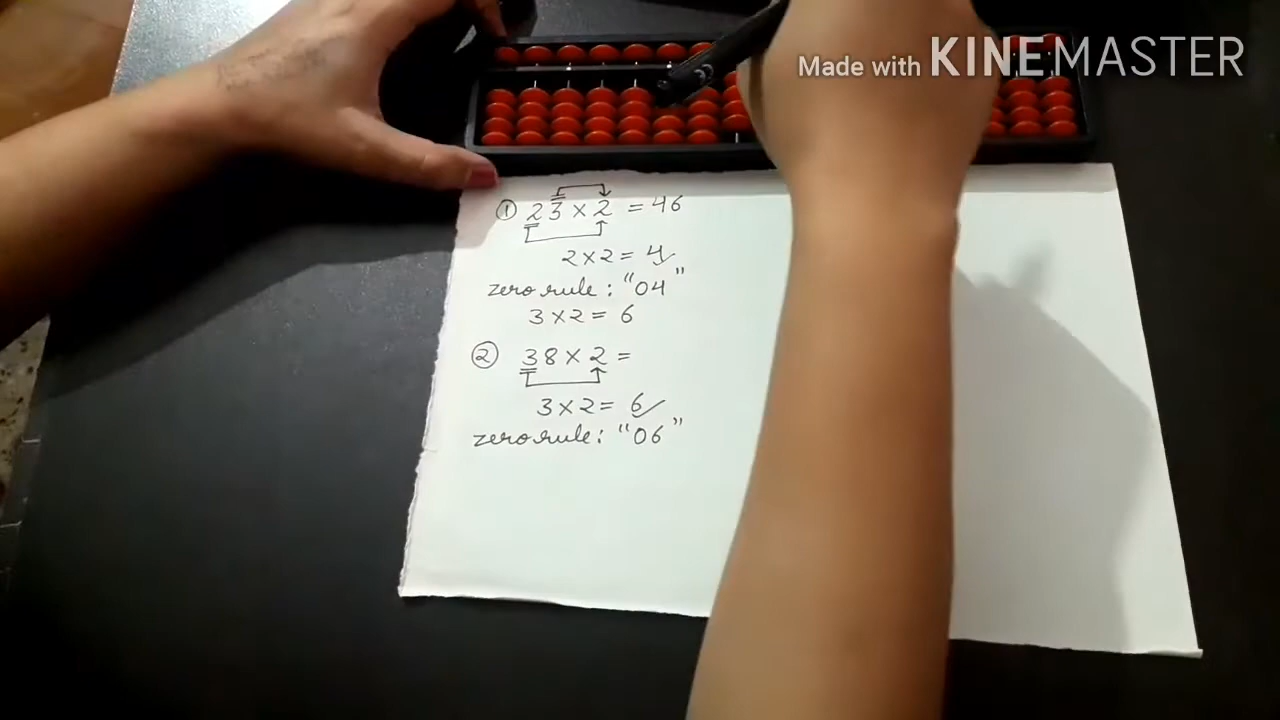 Made with KINEMASTER
① 23 × 2 = 46
2 × 2 = 4✓
zero rule : "04"
3 × 2 = 6
② 38 × 2 =
3 × 2 = 6✓
zero rule : "06"